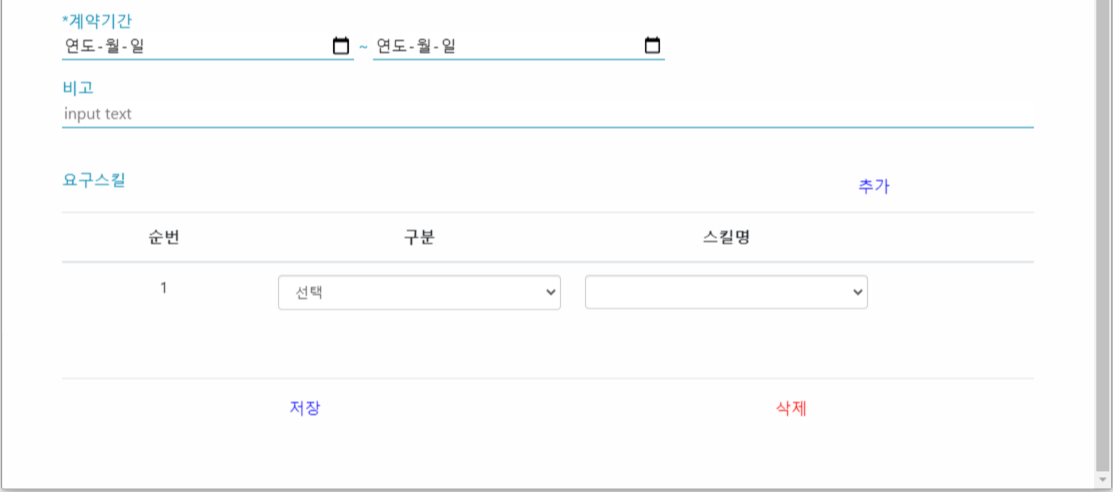 *계약기간
연도-월-일 ~ 연도-월-일
비고
input text
요구스킬 추가
순번 구분 스킬명
1 선택
저장 삭제